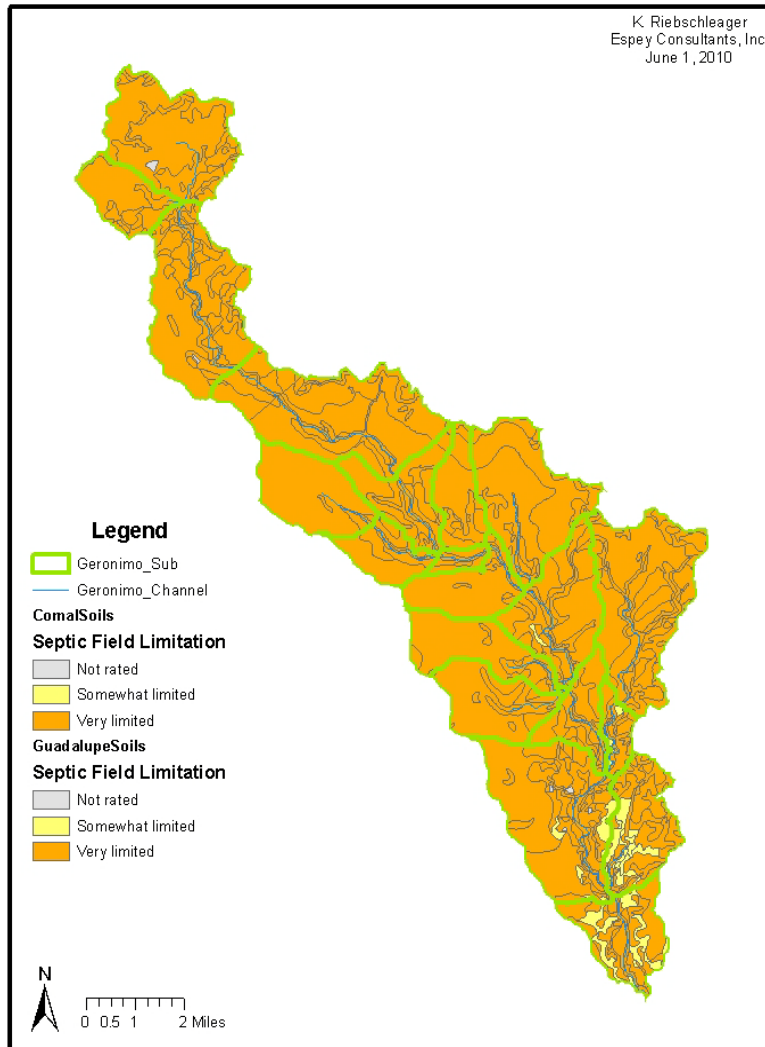 K. Riebschleager
Espey Consultants, Inc
June 1, 2010
Legend
Geronimo_Sub
Geronimo_Channel
ComalSoils
Septic Field Limitation
Not rated
Somewhat limited
Very limited
GuadalupeSoils
Septic Field Limitation
Not rated
Somewhat limited
Very limited
N
0 0.5 1 2 Miles